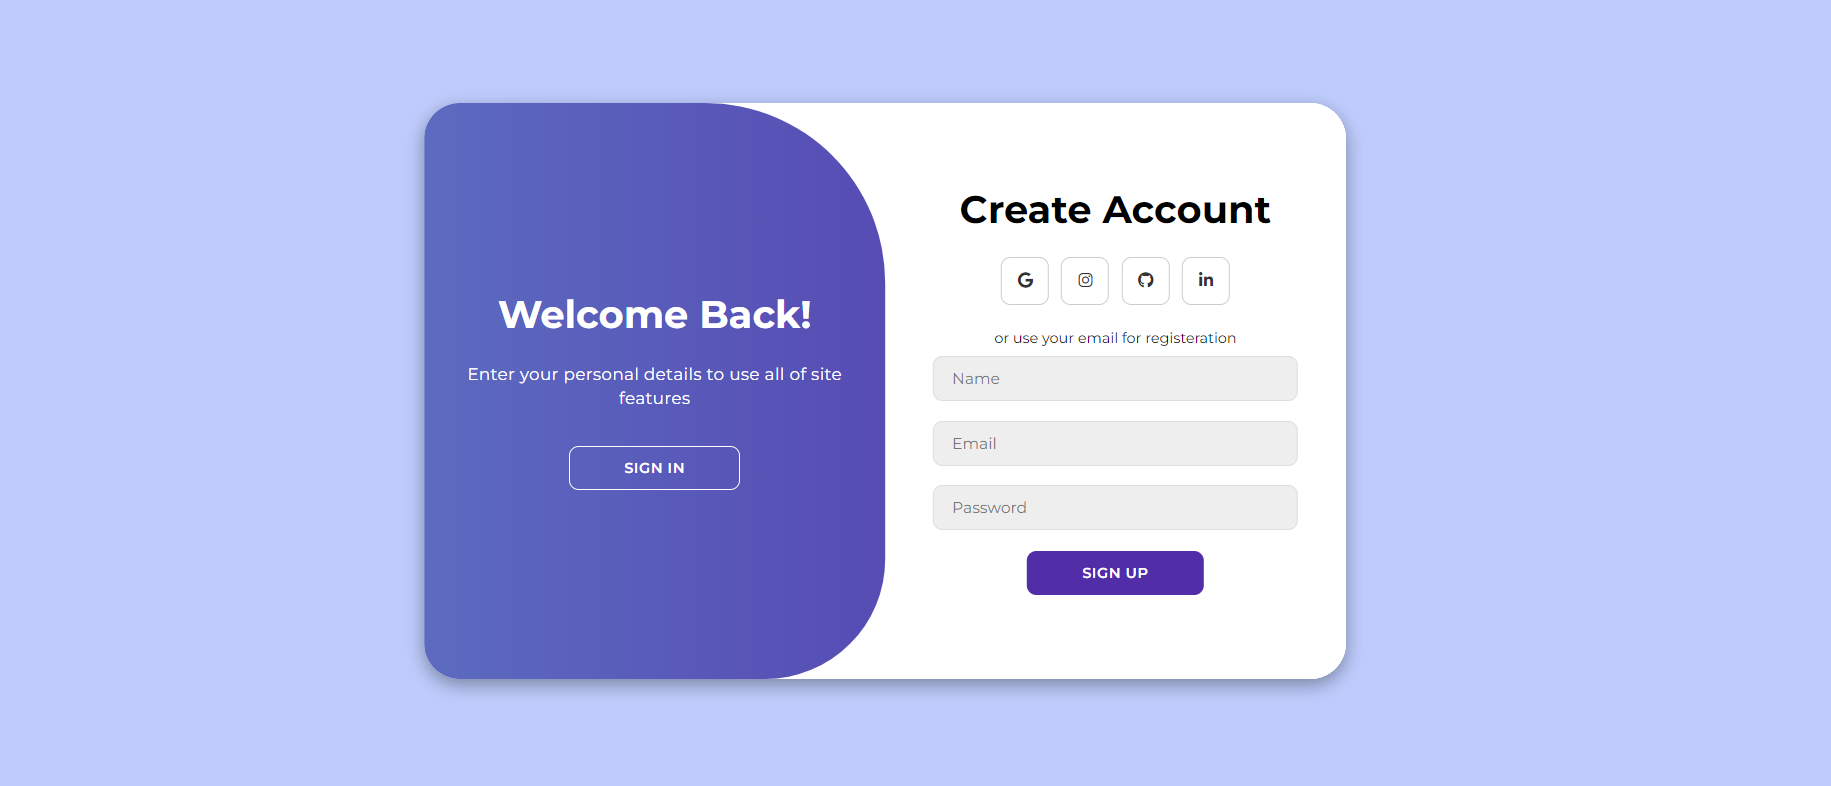 Welcome Back!
Enter your personal details to use all of site
features
SIGN IN
Create Account
or use your email for registeration
Name
Email
Password
SIGN UP